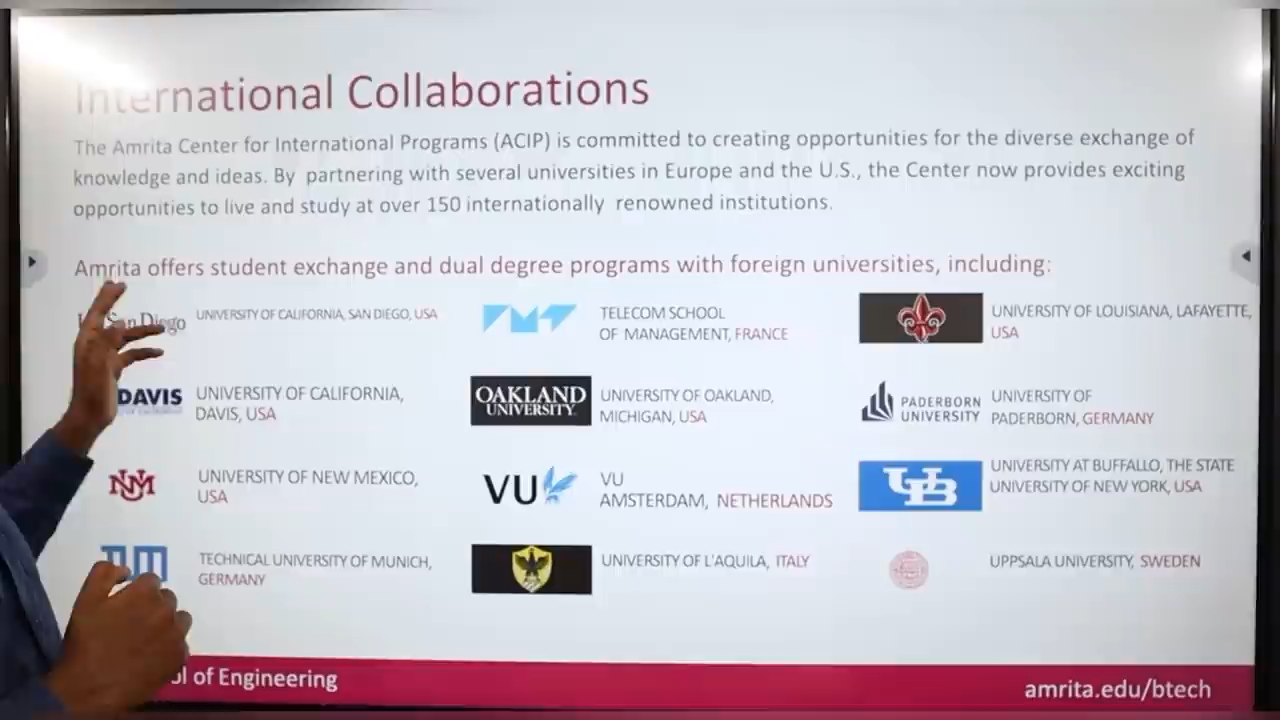 International Collaborations
The Amrita Center for International Programs (ACIP) is committed to creating opportunities for the diverse exchange of
knowledge and ideas. By partnering with several universities in Europe and the U.S., the Center now provides exciting
opportunities to live and study at over 150 internationally renowned institutions.
Amrita offers student exchange and dual degree programs with foreign universities, including:
San Diego
UNIVERSITY OF CALIFORNIA, SAN DIEGO, USA
TELECOM SCHOOL
OF MANAGEMENT, FRANCE
UNIVERSITY OF LOUISIANA, LAFAYETTE,
USA
DAVIS
UNIVERSITY OF CALIFORNIA,
DAVIS, USA
OAKLAND
UNIVERSITY
UNIVERSITY OF OAKLAND,
MICHIGAN, USA
PADERBORN
UNIVERSITY
UNIVERSITY OF
PADERBORN, GERMANY
UNIVERSITY OF NEW MEXICO,
USA
VU
VU
AMSTERDAM, NETHERLANDS
UB
UNIVERSITY AT BUFFALO, THE STATE
UNIVERSITY OF NEW YORK, USA
TECHNICAL UNIVERSITY OF MUNICH,
GERMANY
UNIVERSITY OF L'AQUILA, ITALY
UPPSALA UNIVERSITY, SWEDEN
of Engineering
amrita.edu/btech